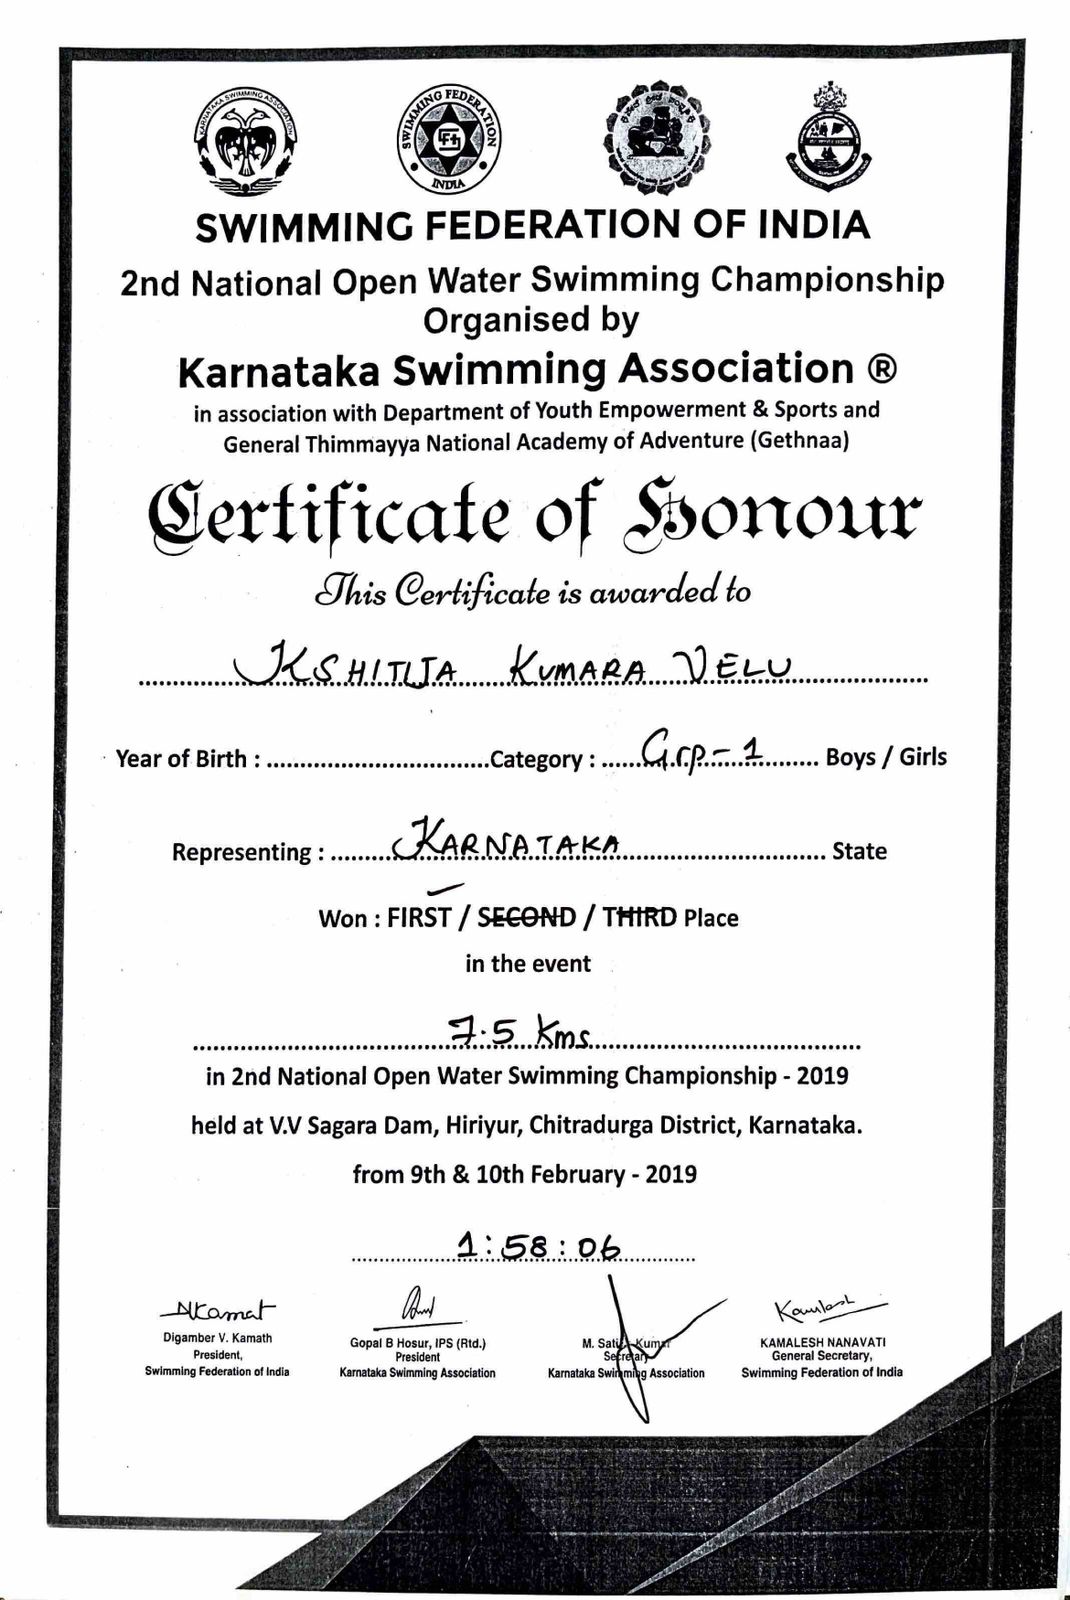 KARNATAKA SWIMMING ASSOCIATION
SWIMMING FEDERATION
INDIA
SWIMMING FEDERATION OF INDIA
2nd National Open Water Swimming Championship
Organised by
Karnataka Swimming Association ®
in association with Department of Youth Empowerment & Sports and
General Thimmayya National Academy of Adventure (Gethnaa)
Certificate of Honour
This Certificate is awarded to
KSHITIJA KUMARA VELU
Year of Birth : ................................Category : ......Grp-1......... Boys / Girls
Representing : .........KARNATAKA.............................. State
Won : FIRST / SECOND / THIRD Place
in the event
7.5 Kms
in 2nd National Open Water Swimming Championship - 2019
held at V.V Sagara Dam, Hiriyur, Chitradurga District, Karnataka.
from 9th & 10th February - 2019
1:58:06
NKamat
Kamlesh
Digamber V. Kamath
President,
Swimming Federation of India
Gopal B Hosur, IPS (Rtd.)
President
Karnataka Swimming Association
M. Satish Kumar
Secretary
Karnataka Swimming Association
KAMALESH NANAVATI
General Secretary,
Swimming Federation of India